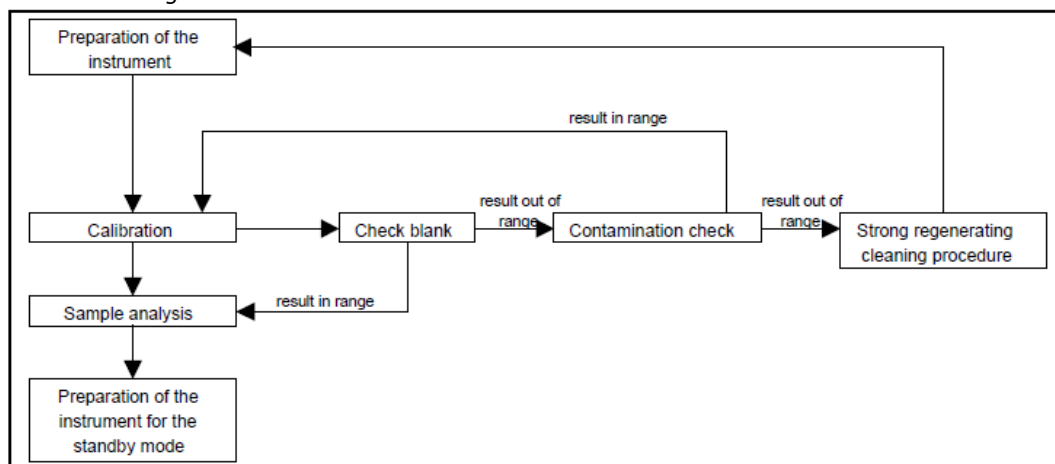 Preparation of the
instrument
result in range
Calibration
Check blank
result out of
range
Contamination check
result out of
range
Strong regenerating
cleaning procedure
result in range
Sample analysis
Preparation of the
instrument for the
standby mode